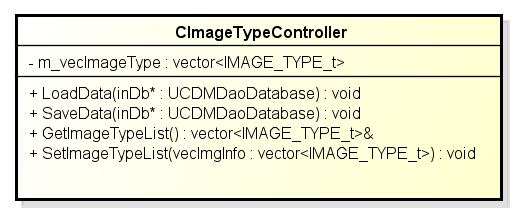 CImageTypeController
- m_vecImageType : vector<IMAGE_TYPE_t>
+ LoadData(inDb* : UCDMDaoDatabase) : void
+ SaveData(inDb* : UCDMDaoDatabase) : void
+ GetImageTypeList() : vector<IMAGE_TYPE_t>&
+ SetImageTypeList(vecImgInfo : vector<IMAGE_TYPE_t>) : void